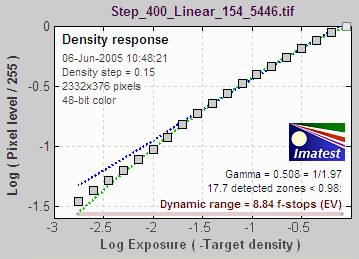 Step_400_Linear_154_5446.tif
Density response
06-Jun-2005 10:48:21
Density step = 0.15
2332x376 pixels
48-bit color
Imatest
Gamma = 0.508 = 1/1.97
17.7 detected zones < 0.98:
Dynamic range = 8.84 f-stops (EV)
Log ( Pixel level / 255 )
0
-0.5
-1
-1.5
-3 -2.5 -2 -1.5 -1 -0.5 0
Log Exposure ( -Target density )